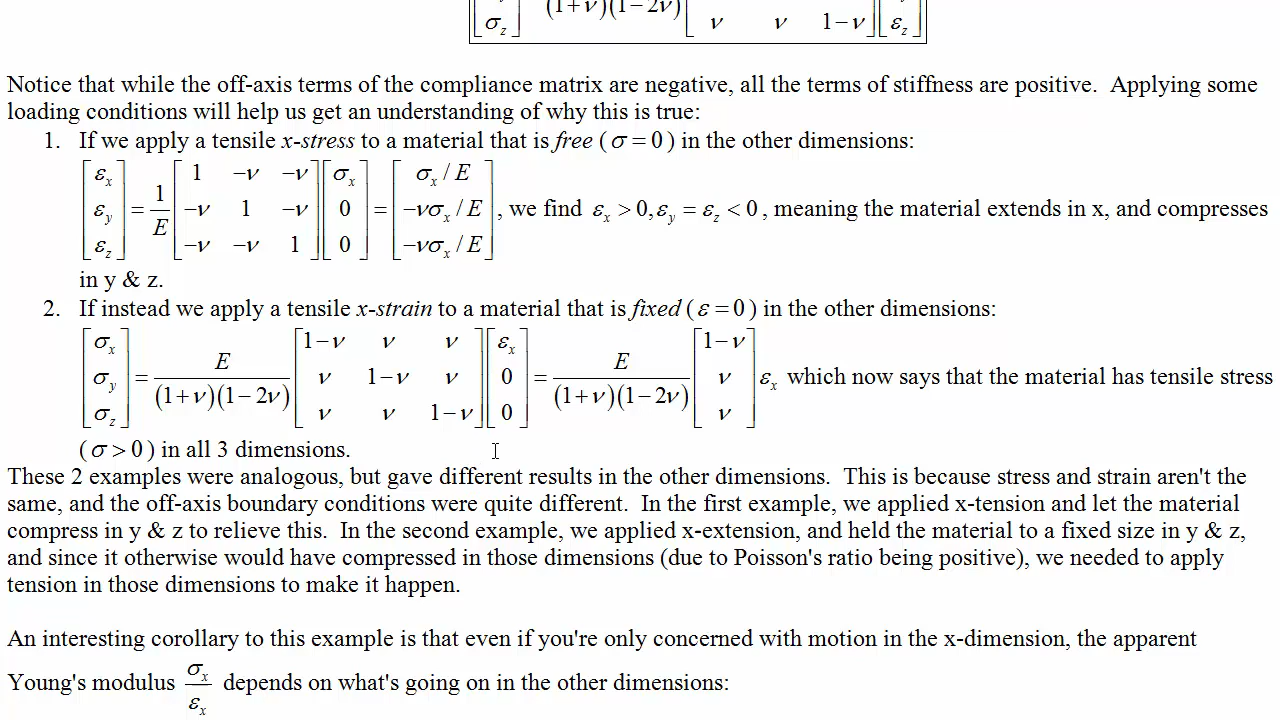 σz (1+ν)(1−2ν) ν ν 1−ν εz
Notice that while the off-axis terms of the compliance matrix are negative, all the terms of stiffness are positive.  Applying some
loading conditions will help us get an understanding of why this is true:
1. If we apply a tensile x-stress to a material that is free (σ=0) in the other dimensions:
[εx; εy; εz] = 1/E [1 −ν −ν; −ν 1 −ν; −ν −ν 1][σx; 0; 0] = [σx / E; −νσx / E; −νσx / E], we find εx > 0, εy = εz < 0, meaning the material extends in x, and compresses
in y & z.
2. If instead we apply a tensile x-strain to a material that is fixed (ε=0) in the other dimensions:
[σx; σy; σz] = E/((1+ν)(1−2ν)) [1−ν ν ν; ν 1−ν ν; ν ν 1−ν][εx; 0; 0] = E/((1+ν)(1−2ν)) [1−ν; ν; ν] εx which now says that the material has tensile stress
(σ>0) in all 3 dimensions.
These 2 examples were analogous, but gave different results in the other dimensions.  This is because stress and strain aren't the
same, and the off-axis boundary conditions were quite different.  In the first example, we applied x-tension and let the material
compress in y & z to relieve this.  In the second example, we applied x-extension, and held the material to a fixed size in y & z,
and since it otherwise would have compressed in those dimensions (due to Poisson's ratio being positive), we needed to apply
tension in those dimensions to make it happen.
An interesting corollary to this example is that even if you're only concerned with motion in the x-dimension, the apparent
Young's modulus σx/εx depends on what's going on in the other dimensions: